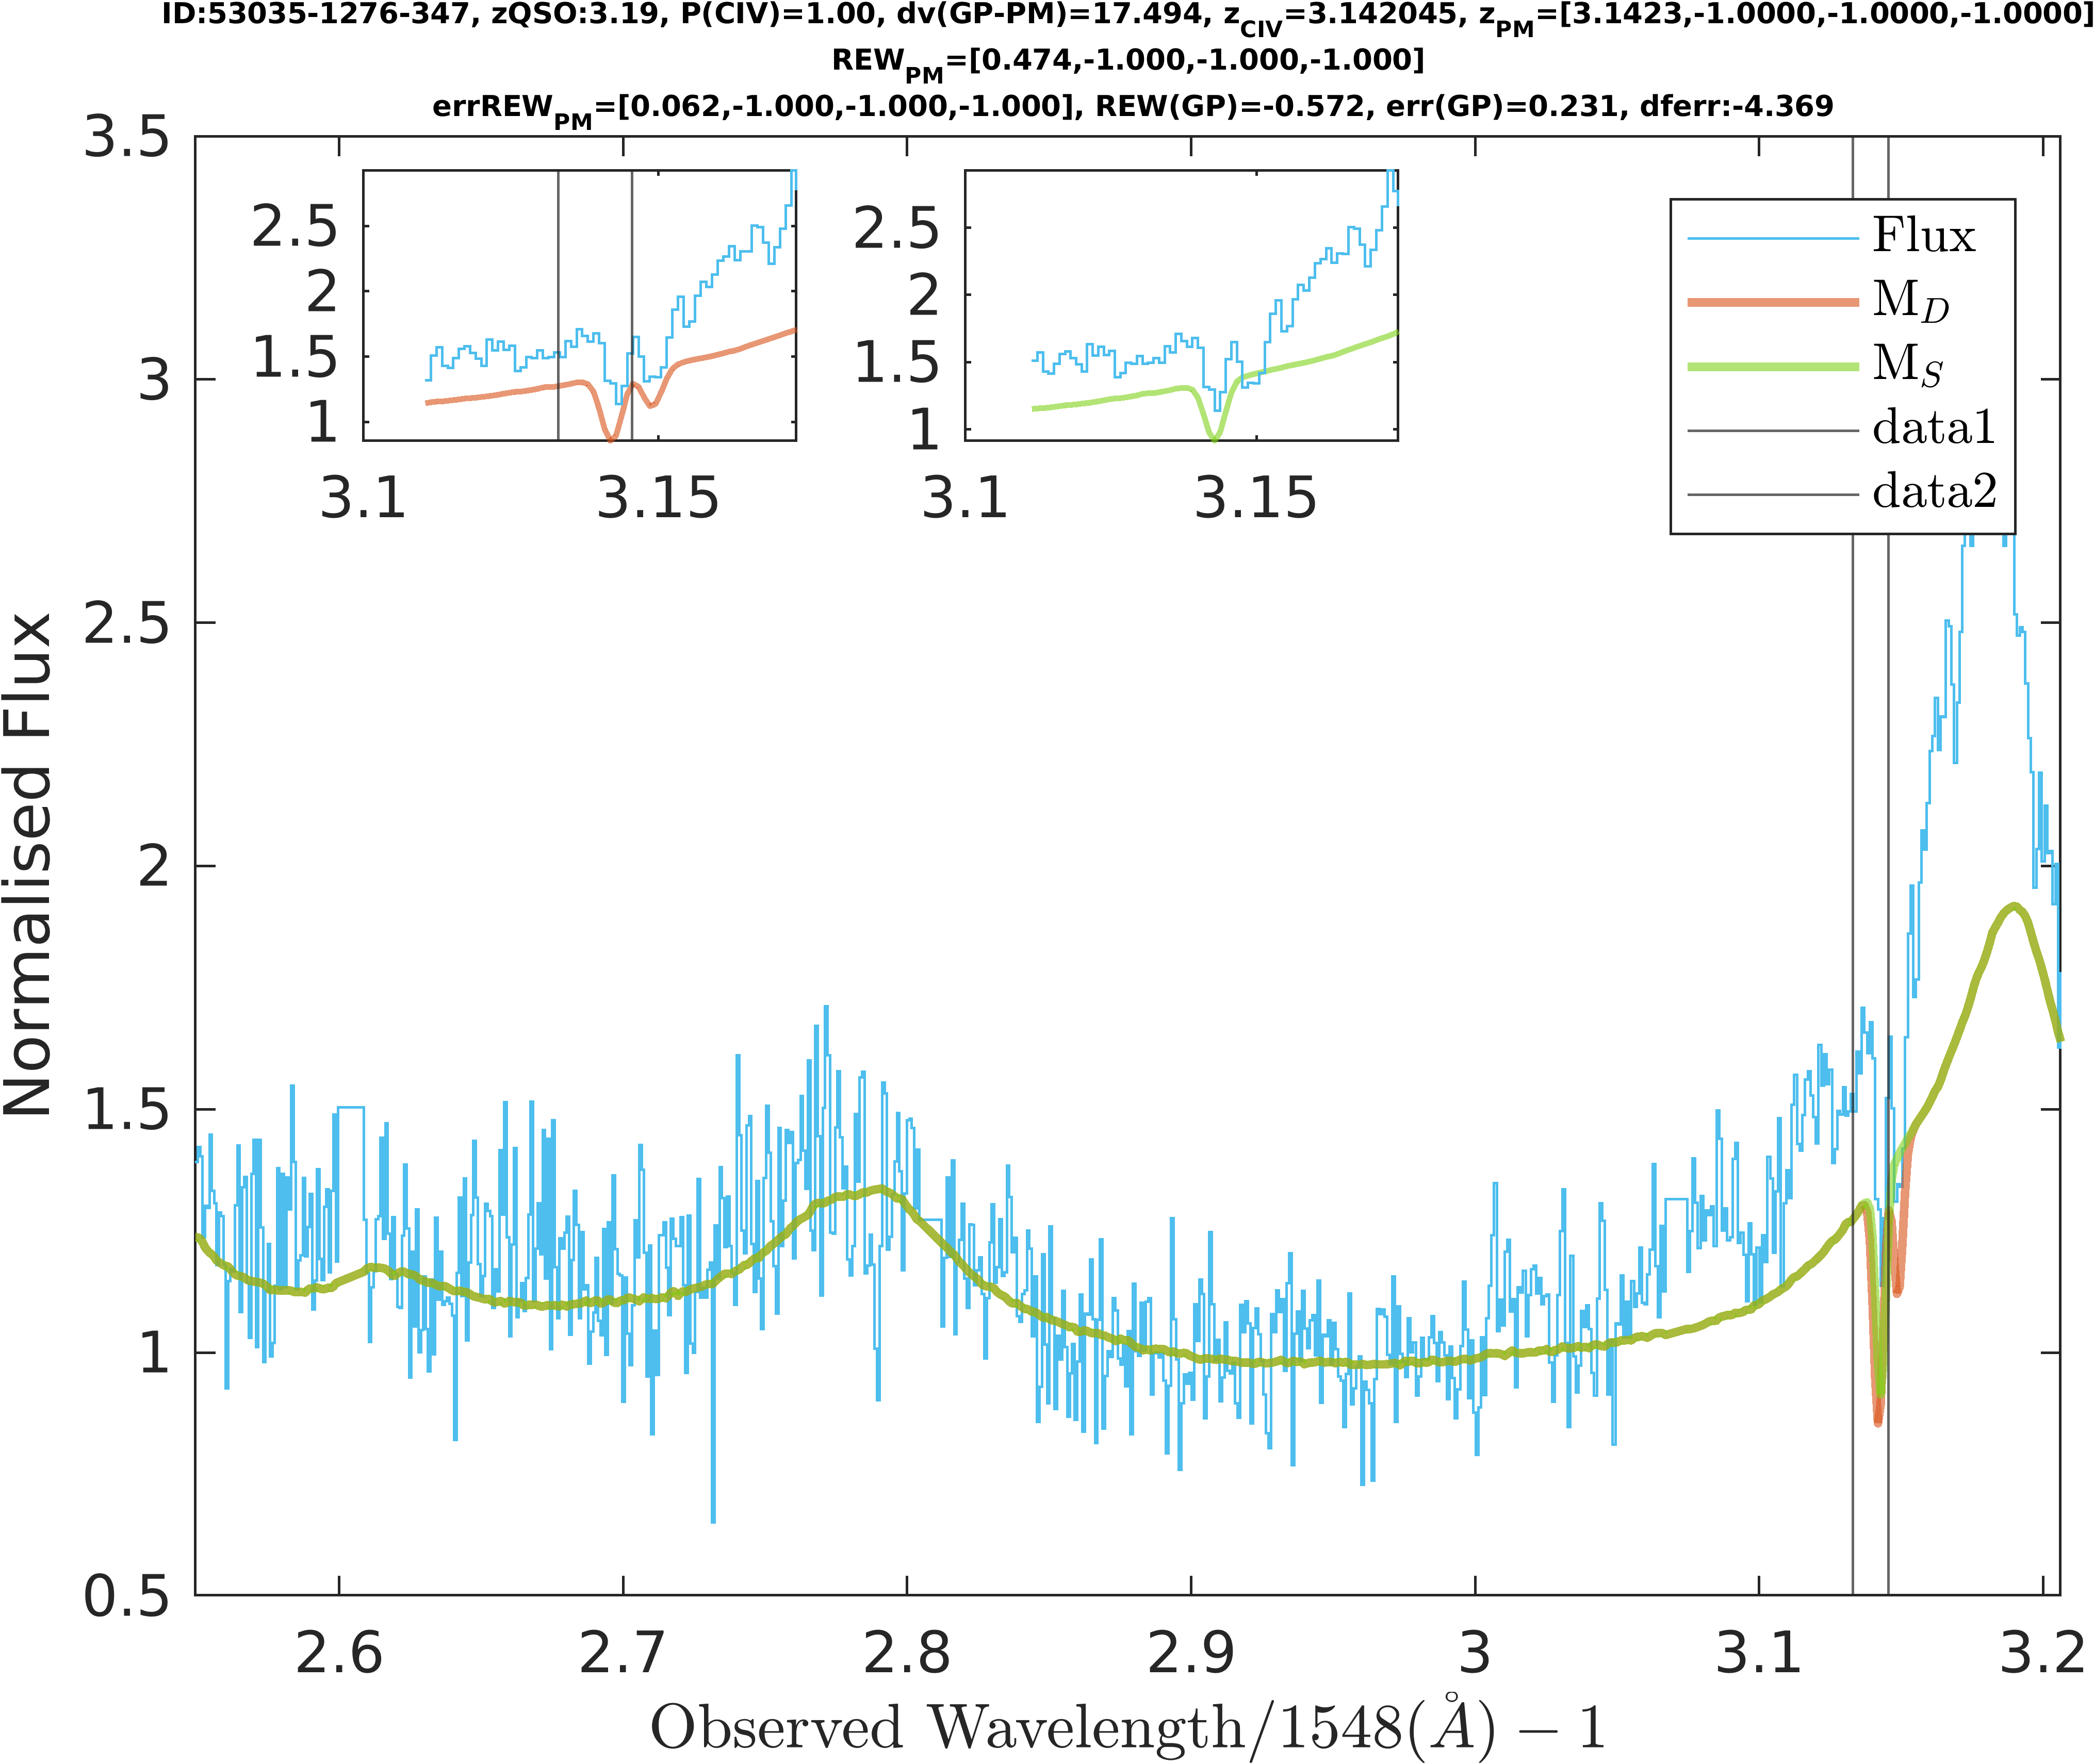 ID:53035-1276-347, zQSO:3.19, P(CIV)=1.00, dv(GP-PM)=17.494, zCIV=3.142045, zPM=[3.1423,-1.0000,-1.0000,-1.0000]
REWPM=[0.474,-1.000,-1.000,-1.000]
errREWPM=[0.062,-1.000,-1.000,-1.000], REW(GP)=-0.572, err(GP)=0.231, dferr:-4.369
3.5
3
2.5
2
1.5
1
0.5
Normalised Flux
2.5
2
1.5
1
3.1
3.15
2.5
2
1.5
1
3.1
3.15
Flux
MD
MS
data1
data2
2.6
2.7
2.8
2.9
3
3.1
3.2
Observed Wavelength/1548(Å) − 1